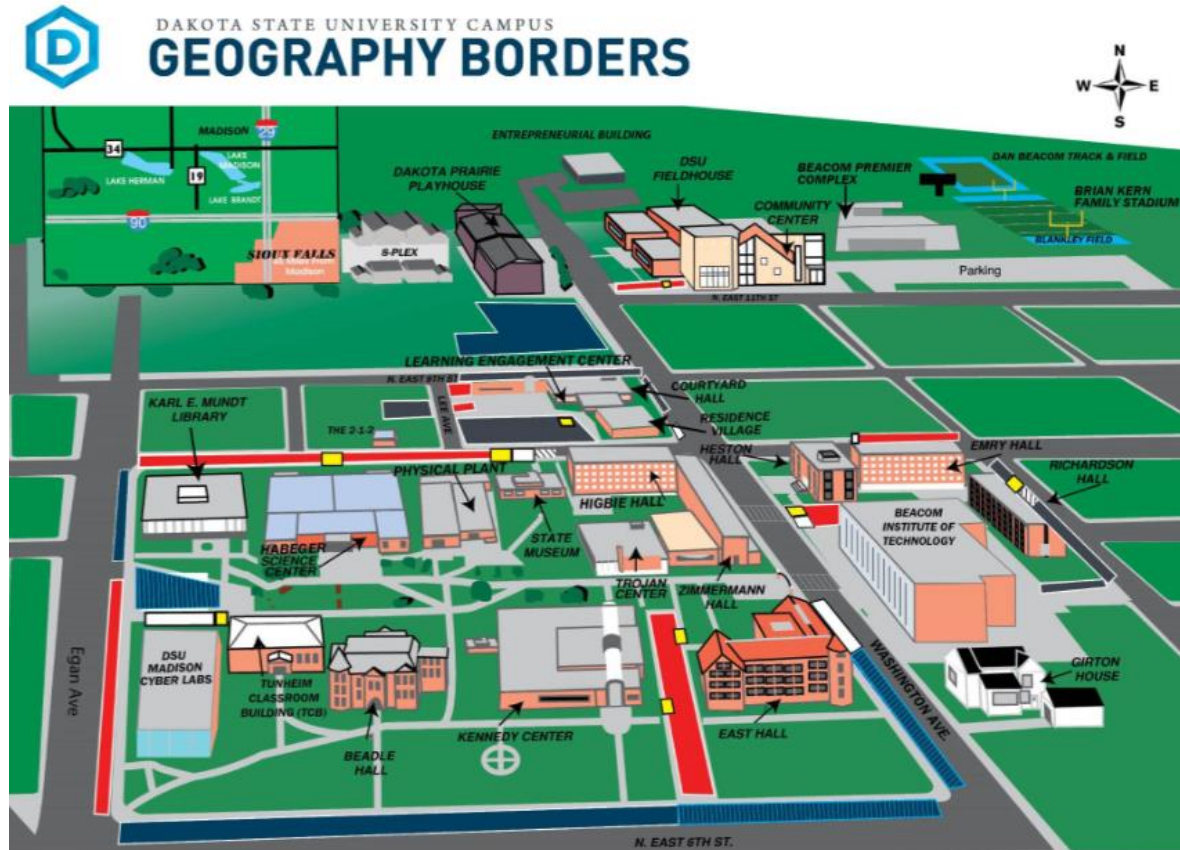 D
DAKOTA STATE UNIVERSITY CAMPUS
GEOGRAPHY BORDERS
N
W E
S
MADISON
29
34
LAKE
MADISON
LAKE HERMAN
19
LAKE BRANDT
90
SIOUX FALLS
Miles From
Madison
ENTREPRENEURIAL BUILDING
DAKOTA PRAIRIE
PLAYHOUSE
8-PLEX
DSU
FIELDHOUSE
COMMUNITY
CENTER
BEACOM PREMIER
COMPLEX
DAN BEACOM TRACK & FIELD
BRIAN KERN
FAMILY STADIUM
BLANKLEY FIELD
Parking
N. EAST 11TH ST
LEARNING ENGAGEMENT CENTER
N. EAST 9TH ST
LEE AVE
COURTYARD
HALL
RESIDENCE
VILLAGE
KARL E. MUNDT
LIBRARY
THE 2-1-2
PHYSICAL PLANT
HESTON
HALL
EMRY HALL
RICHARDSON
HALL
HIGBIE HALL
STATE
MUSEUM
HABEGER
SCIENCE
CENTER
BEACOM
INSTITUTE OF
TECHNOLOGY
TROJAN
CENTER
ZIMMERMANN
HALL
Egan Ave
DSU
MADISON
CYBER LABS
TUNHEIM
CLASSROOM
BUILDING (TCB)
BEADLE
HALL
KENNEDY CENTER
EAST HALL
WASHINGTON AVE.
GIRTON
HOUSE
N. EAST 6TH ST.